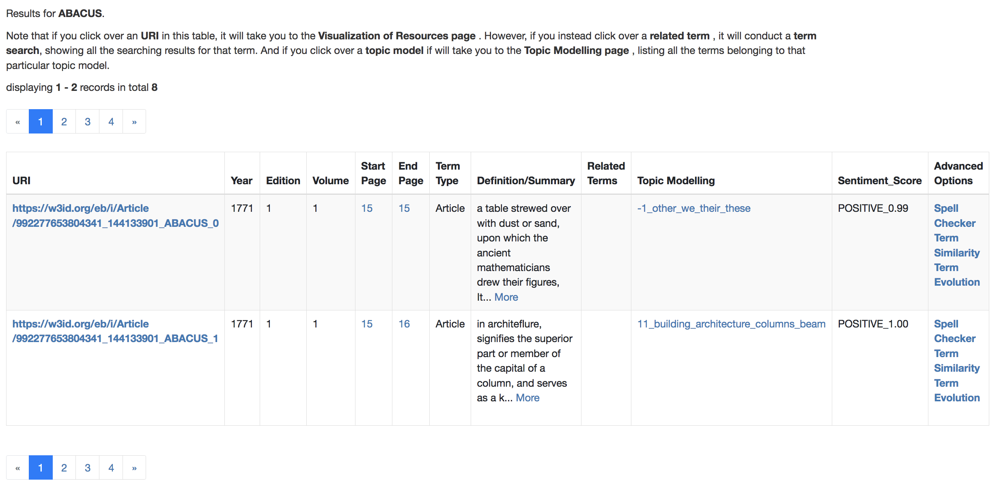 Results for ABACUS.
Note that if you click over an URI in this table, it will take you to the Visualization of Resources page . However, if you instead click over a related term , it will conduct a term
search, showing all the searching results for that term. And if you click over a topic model if will take you to the Topic Modelling page , listing all the terms belonging to that
particular topic model.
displaying 1 - 2 records in total 8
« 1 2 3 4 »
URI Year Edition Volume Start Page End Page Term Type Definition/Summary Related Terms Topic Modelling Sentiment_Score Advanced Options
https://w3id.org/eb/i/Article 1771 1 1 15 15 Article a table strewed over -1_other_we_their_these POSITIVE_0.99 Spell
/992277653804341_144133901_ABACUS_0 with dust or sand, Checker
upon which the Term
ancient Similarity
mathematicians Term
drew their figures, Evolution
It... More
https://w3id.org/eb/i/Article 1771 1 1 15 16 Article in architeflure, 11_building_architecture_columns_beam POSITIVE_1.00 Spell
/992277653804341_144133901_ABACUS_1 signifies the superior Checker
part or member of Term
the capital of a Similarity
column, and serves Term
as a k... More Evolution
« 1 2 3 4 »